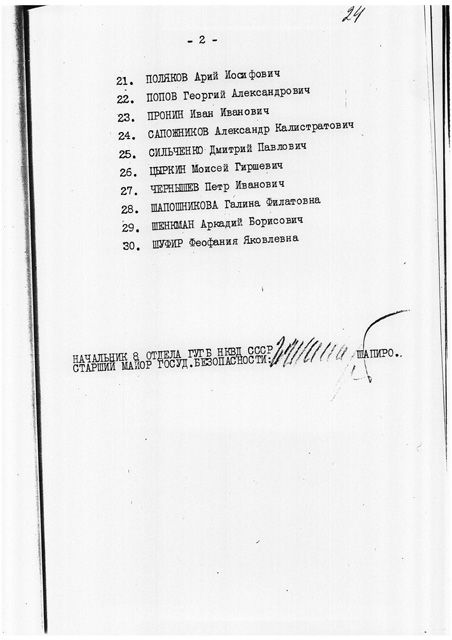 24
- 2 -
21. ПОЛЯКОВ Арий Иосифович
22. ПОПОВ Георгий Александрович
23. ПРОНИН Иван Иванович
24. САПОЖНИКОВ Александр Калистратович
25. СИЛЬЧЕНКО Дмитрий Павлович
26. ЦЫРКИН Моисей Гиршевич
27. ЧЕРНЫШЕВ Петр Иванович
28. ШАПОШНИКОВА Галина Филатовна
29. ШЕНКМАН Аркадий Борисович
30. ШУФИР Феофания Яковлевна
НАЧАЛЬНИК 8 ОТДЕЛА ГУГБ НКВД СССР
СТАРШИЙ МАЙОР ГОСУД.БЕЗОПАСНОСТИ: ШАПИРО.